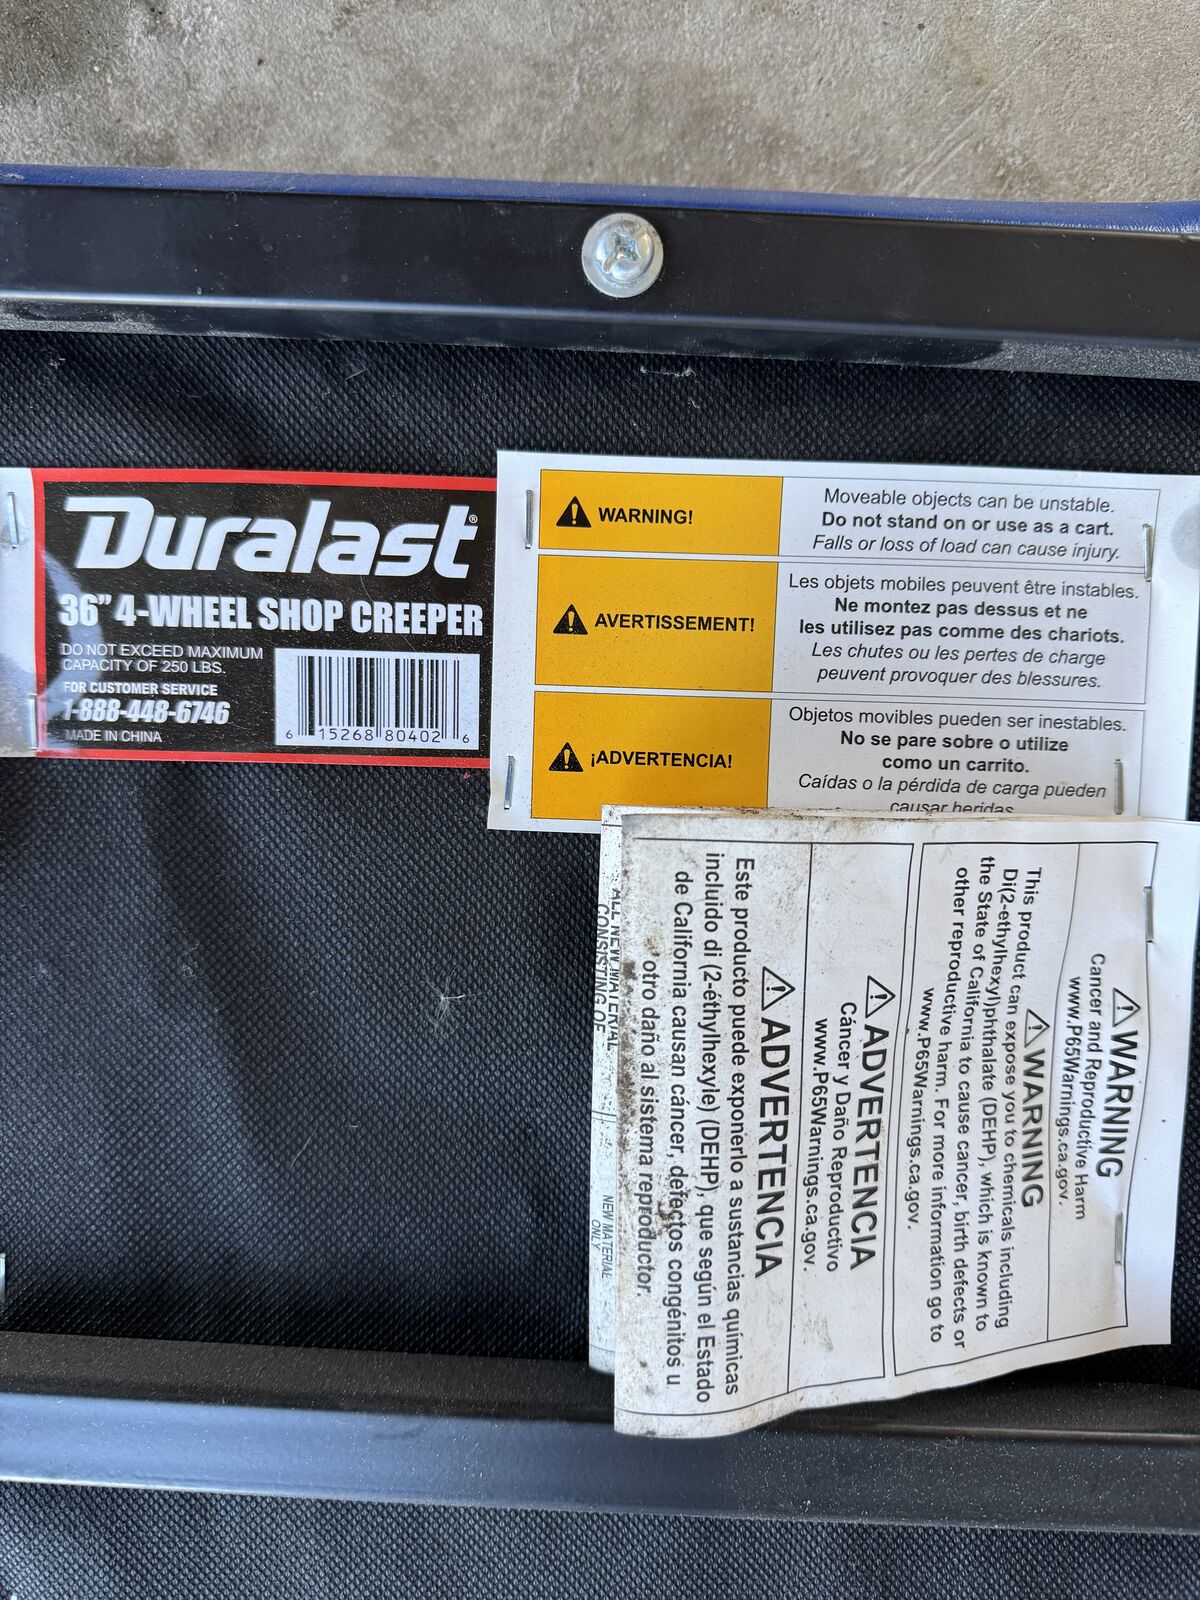 Duralast®
36" 4-WHEEL SHOP CREEPER
DO NOT EXCEED MAXIMUM
CAPACITY OF 250 LBS.
FOR CUSTOMER SERVICE
1-888-448-6746
MADE IN CHINA
6 15268 80402 6
WARNING!
Moveable objects can be unstable.
Do not stand on or use as a cart.
Falls or loss of load can cause injury.
AVERTISSEMENT!
Les objets mobiles peuvent être instables.
Ne montez pas dessus et ne
les utilisez pas comme des chariots.
Les chutes ou les pertes de charge
peuvent provoquer des blessures.
¡ADVERTENCIA!
Objetos movibles pueden ser inestables.
No se pare sobre o utilize
como un carrito.
Caídas o la pérdida de carga pueden
causar heridas
WARNING
Cancer and Reproductive Harm
www.P65Warnings.ca.gov.
WARNING
This product can expose you to chemicals including
Di(2-ethylhexyl)phthalate (DEHP), which is known to
the State of California to cause cancer, birth defects or
other reproductive harm. For more information go to
www.P65Warnings.ca.gov.
ADVERTENCIA
Cáncer y Daño Reproductivo
www.P65Warnings.ca.gov.
ADVERTENCIA
Este producto puede exponerlo a sustancias químicas
incluido di (2-éthylhexyle) (DEHP), que según el Estado
de California causan cáncer, defectos congénitos u
otro daño al sistema reproductor.
ALL NEW MATERIAL
CONSISTING OF
NEW MATERIAL
ONLY